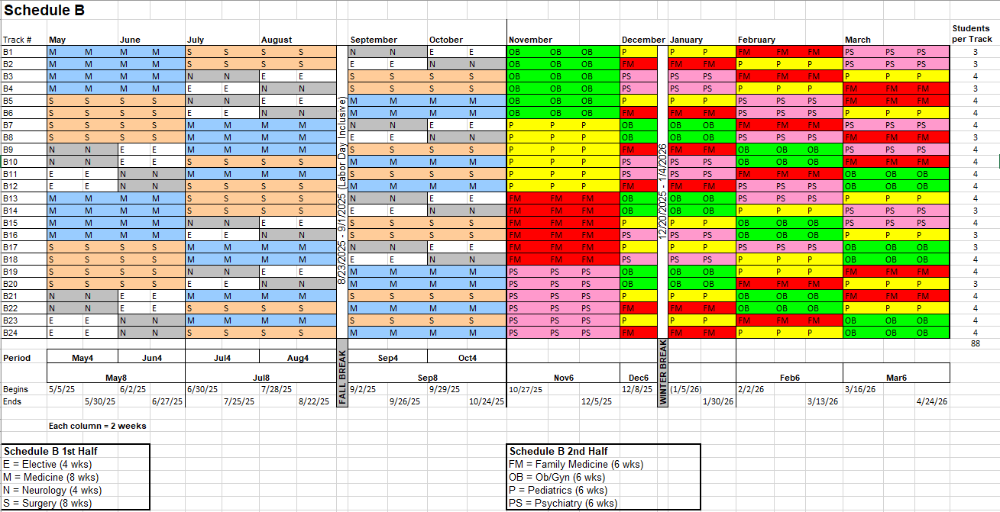 Schedule B
Students per Track
Track # May June July August September October November December January February March
B1 M M M M S S S S N N E E OB OB OB P P P FM FM FM PS PS PS 3
B2 M M M M S S S S E E N N OB OB OB FM FM FM P P P PS PS PS 3
B3 M M M M N N E E S S S S OB OB OB PS PS PS FM FM FM P P P 4
B4 M M M M E E N N S S S S OB OB OB PS PS PS P P P FM FM FM 3
B5 S S S S N N E E M M M M OB OB OB P P P PS PS PS FM FM FM 4
B6 S S S S E E N N M M M M OB OB OB FM FM FM PS PS PS P P P 4
B7 S S S S M M M M N N E E P P P OB OB OB FM FM FM PS PS PS 4
B8 S S S S M M M M E E N N P P P OB OB OB PS PS PS FM FM FM 3
B9 N N E E M M M M S S S S P P P FM FM FM OB OB OB PS PS PS 4
B10 N N E E S S S S M M M M P P P PS PS PS OB OB OB FM FM FM 4
B11 E E N N M M M M S S S S P P P PS PS PS FM FM FM OB OB OB 4
B12 E E N N S S S S M M M M P P P FM FM FM PS PS PS OB OB OB 4
B13 M M M M S S S S N N E E FM FM FM OB OB OB PS PS PS P P P 4
B14 M M M M S S S S E E N N FM FM FM OB OB OB P P P PS PS PS 3
B15 M M M M N N E E S S S S FM FM FM P P P OB OB OB PS PS PS 4
B16 M M M M E E N N S S S S FM FM FM PS PS PS OB OB OB P P P 4
B17 S S S S M M M M N N E E FM FM FM P P P PS PS PS OB OB OB 3
B18 S S S S M M M M E E N N FM FM FM PS PS PS P P P OB OB OB 4
B19 S S S S N N E E M M M M PS PS PS OB OB OB P P P FM FM FM 4
B20 S S S S E E N N M M M M PS PS PS OB OB OB FM FM FM P P P 3
B21 N N E E M M M M S S S S PS PS PS P P P OB OB OB FM FM FM 4
B22 N N E E S S S S M M M M PS PS PS FM FM FM OB OB OB P P P 4
B23 E E N N M M M M S S S S PS PS PS P P P FM FM FM OB OB OB 4
B24 E E N N S S S S M M M M PS PS PS FM FM FM P P P OB OB OB 4
88
8/23/2025 - 9/1/2025 (Labor Day Inclusive)
FALL BREAK
12/20/2025 - 1/4/2026
WINTER BREAK
Period May4 Jun4 Jul4 Aug4 Sep4 Oct4
May8 Jul8 Sep8 Nov6 Dec6 Feb6 Mar6
Begins 5/5/25 6/2/25 6/30/25 7/28/25 9/2/25 9/29/25 10/27/25 12/8/25 (1/5/26) 2/2/26 3/16/26
Ends 5/30/25 6/27/25 7/25/25 8/22/25 9/26/25 10/24/25 12/5/25 1/30/26 3/13/26 4/24/26
Each column = 2 weeks
Schedule B 1st Half
E = Elective (4 wks)
M = Medicine (8 wks)
N = Neurology (4 wks)
S = Surgery (8 wks)
Schedule B 2nd Half
FM = Family Medicine (6 wks)
OB = Ob/Gyn (6 wks)
P = Pediatrics (6 wks)
PS = Psychiatry (6 wks)